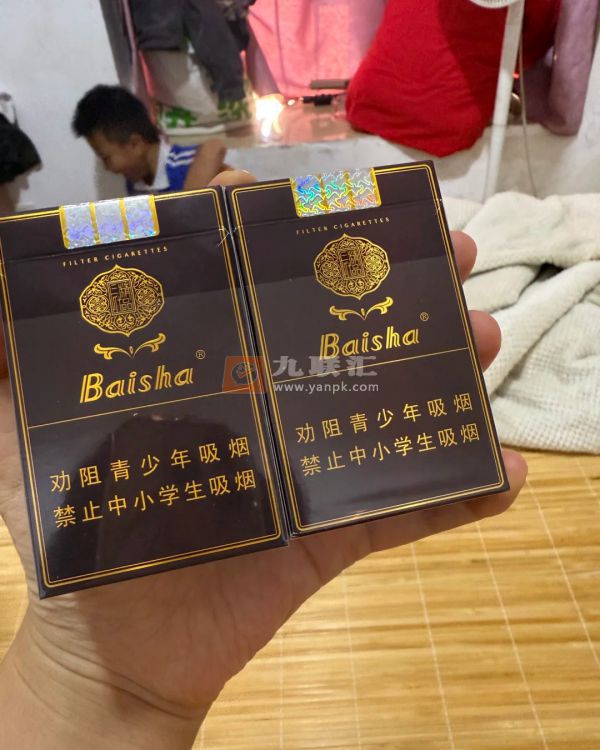 FILTER CIGARETTES
Baisha®
劝阻青少年吸烟
禁止中小学生吸烟
FILTER CIGARETTES
Baisha®
劝阻青少年吸烟
禁止中小学生吸烟
九联汇
www.yanpk.com